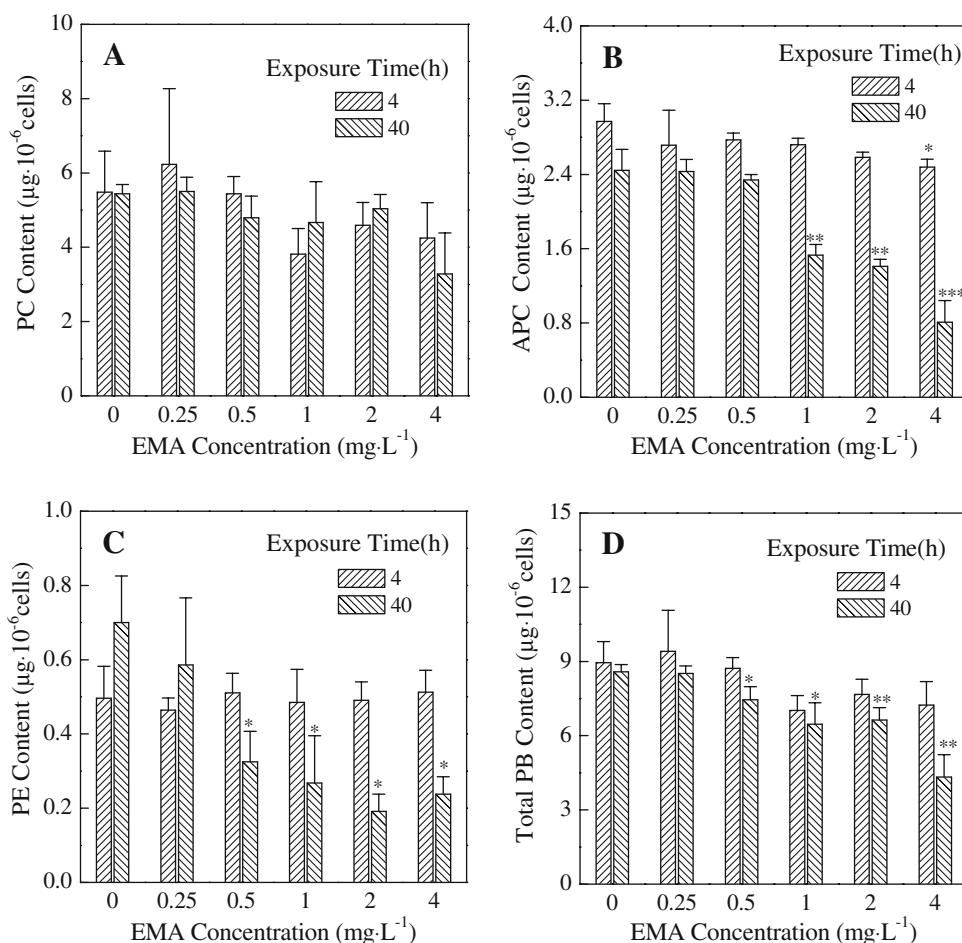 A
Exposure Time(h)
4
40
PC Content (µg·10⁻⁶cells)
10
8
6
4
2
0
0 0.25 0.5 1 2 4
EMA Concentration (mg·L⁻¹)
B
Exposure Time(h)
4
40
APC Content (µg·10⁻⁶cells)
4.0
3.2
2.4
1.6
0.8
0.0
*
**
**
***
0 0.25 0.5 1 2 4
EMA Concentration (mg·L⁻¹)
C
Exposure Time(h)
4
40
PE Content (µg·10⁻⁶cells)
1.0
0.8
0.6
0.4
0.2
0.0
*
*
*
*
0 0.25 0.5 1 2 4
EMA Concentration (mg·L⁻¹)
D
Exposure Time(h)
4
40
Total PB Content (µg·10⁻⁶cells)
15
12
9
6
3
0
*
*
**
**
0 0.25 0.5 1 2 4
EMA Concentration (mg·L⁻¹)